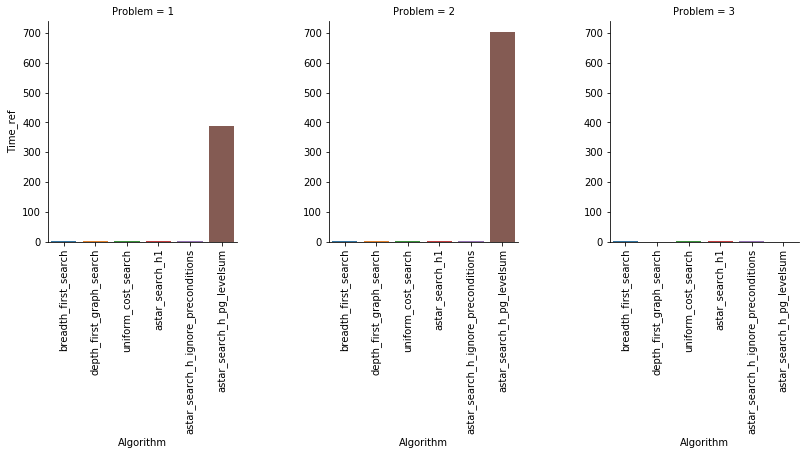 Problem = 1
Problem = 2
Problem = 3
Time_ref
700
600
500
400
300
200
100
0
breadth_first_search
depth_first_graph_search
uniform_cost_search
astar_search_h1
astar_search_h_ignore_preconditions
astar_search_h_pg_levelsum
Algorithm
700
600
500
400
300
200
100
0
breadth_first_search
depth_first_graph_search
uniform_cost_search
astar_search_h1
astar_search_h_ignore_preconditions
astar_search_h_pg_levelsum
Algorithm
700
600
500
400
300
200
100
0
breadth_first_search
depth_first_graph_search
uniform_cost_search
astar_search_h1
astar_search_h_ignore_preconditions
astar_search_h_pg_levelsum
Algorithm